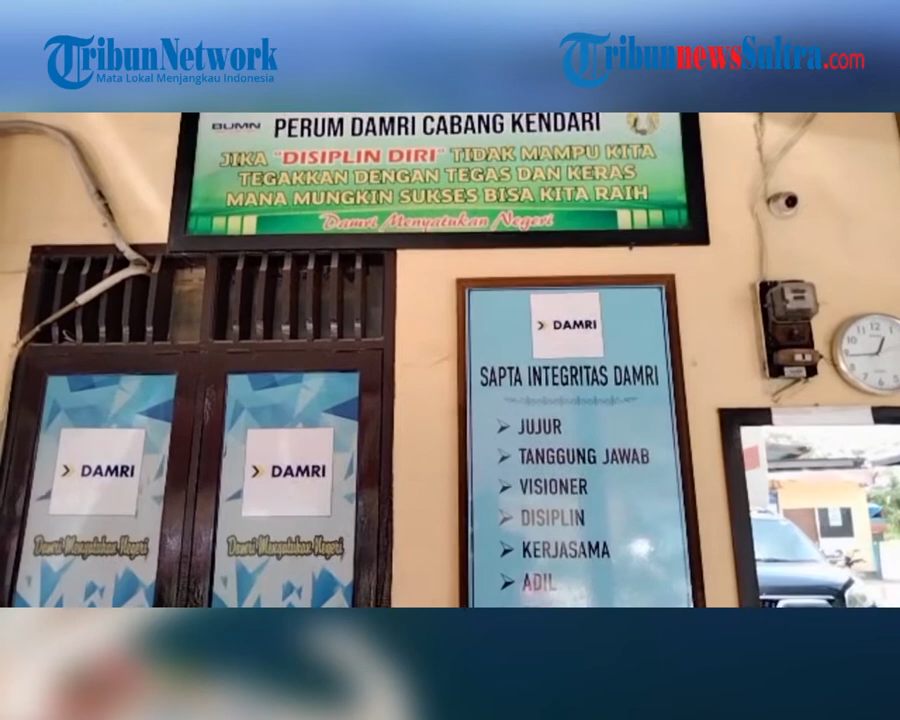 TribunNetwork
Mata Lokal Menjangkau Indonesia
TribunnewsSultra.com
BUMN
PERUM DAMRI CABANG KENDARI
JIKA "DISIPLIN DIRI" TIDAK MAMPU KITA
TEGAKKAN DENGAN TEGAS DAN KERAS
MANA MUNGKIN SUKSES BISA KITA RAIH
Damri Menyatukan Negeri
DAMRI
SAPTA INTEGRITAS DAMRI
➢ JUJUR
➢ TANGGUNG JAWAB
➢ VISIONER
➢ DISIPLIN
➢ KERJASAMA
➢ ADIL
DAMRI
Damri Menyatukan Negeri
DAMRI
Damri Menyatukan Negeri
12